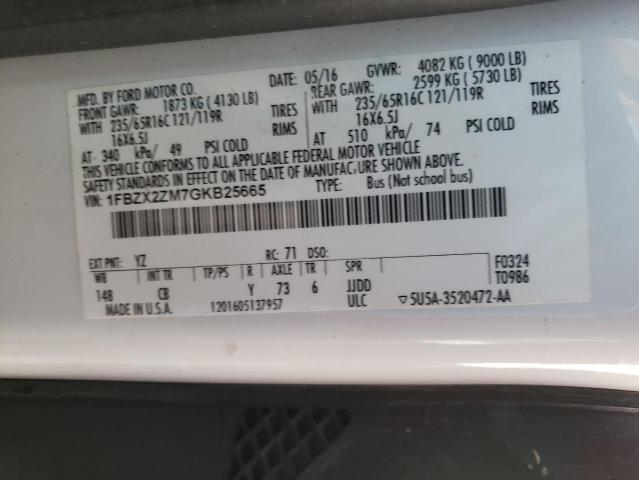 MFD. BY FORD MOTOR CO.
DATE: 05/16 GVWR: 4082 KG ( 9000 LB)
FRONT GAWR: 1873 KG ( 4130 LB) REAR GAWR: 2599 KG ( 5730 LB)
WITH 235/65R16C 121/119R TIRES WITH 235/65R16C 121/119R TIRES
16X6.5J RIMS 16X6.5J RIMS
AT 340 kPa/ 49 PSI COLD AT 510 kPa/ 74 PSI COLD
THIS VEHICLE CONFORMS TO ALL APPLICABLE FEDERAL MOTOR VEHICLE
SAFETY STANDARDS IN EFFECT ON THE DATE OF MANUFAC.TURE SHOWN ABOVE.
VIN: 1FBZX2ZM7GKB25665 TYPE: Bus (Not school bus)
EXT PNT: YZ RC: 71 DSO: F0324
WB INT TR TP/PS R AXLE TR SPR T0986
148 CB Y 73 6 JJDD
MADE IN U.S.A. 1201605137957 ULC ▽5U5A-3520472-AA